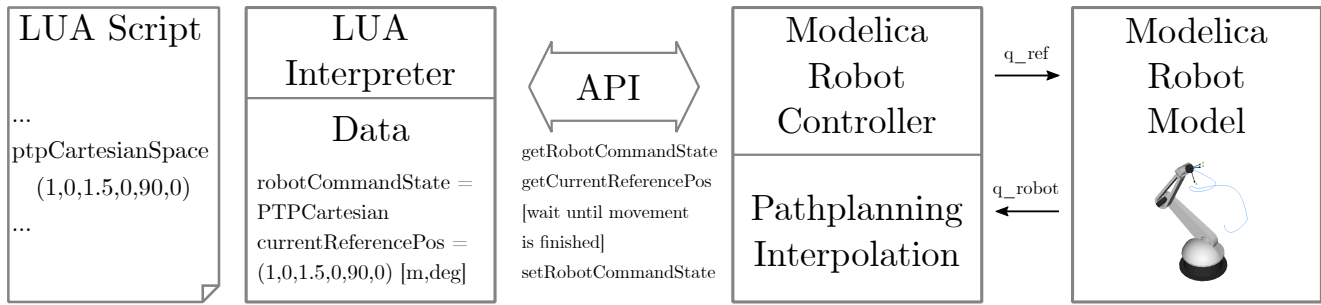 LUA Script
...
ptpCartesianSpace
(1,0,1.5,0,90,0)
...
LUA
Interpreter
Data
robotCommandState =
PTPCartesian
currentReferencePos =
(1,0,1.5,0,90,0) [m,deg]
API
getRobotCommandState
getCurrentReferencePos
[wait until movement
is finished]
setRobotCommandState
Modelica
Robot
Controller
Pathplanning
Interpolation
q_ref
q_robot
Modelica
Robot
Model